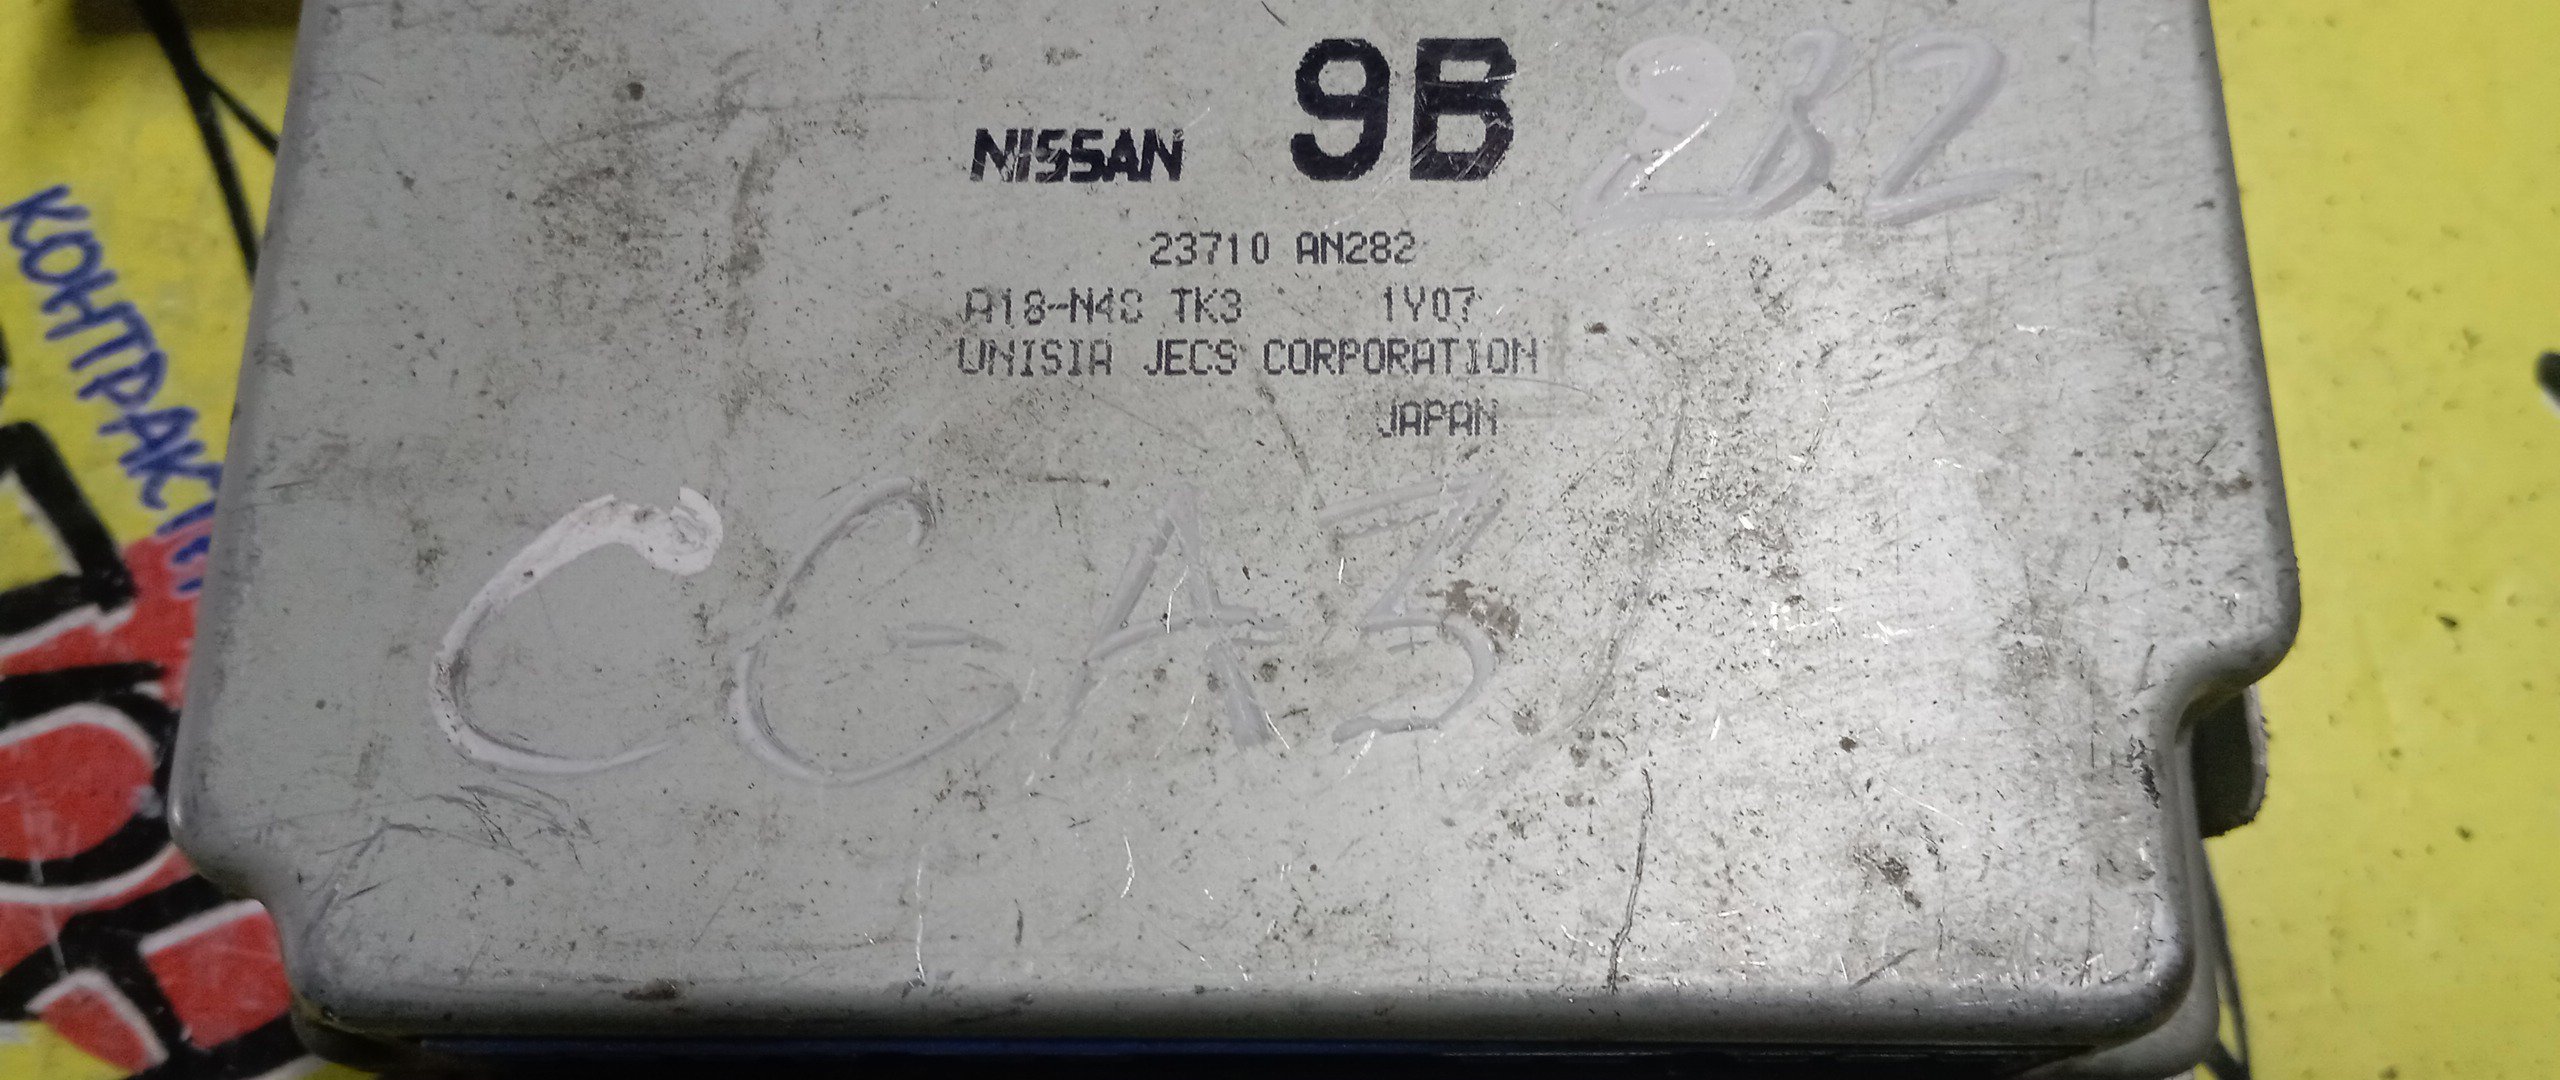 NISSAN 9B 282
23710 AN282
A18-N48 TK3 1Y07
UNISIA JECS CORPORATION
JAPAN
CGA3
КОНТРАКТ